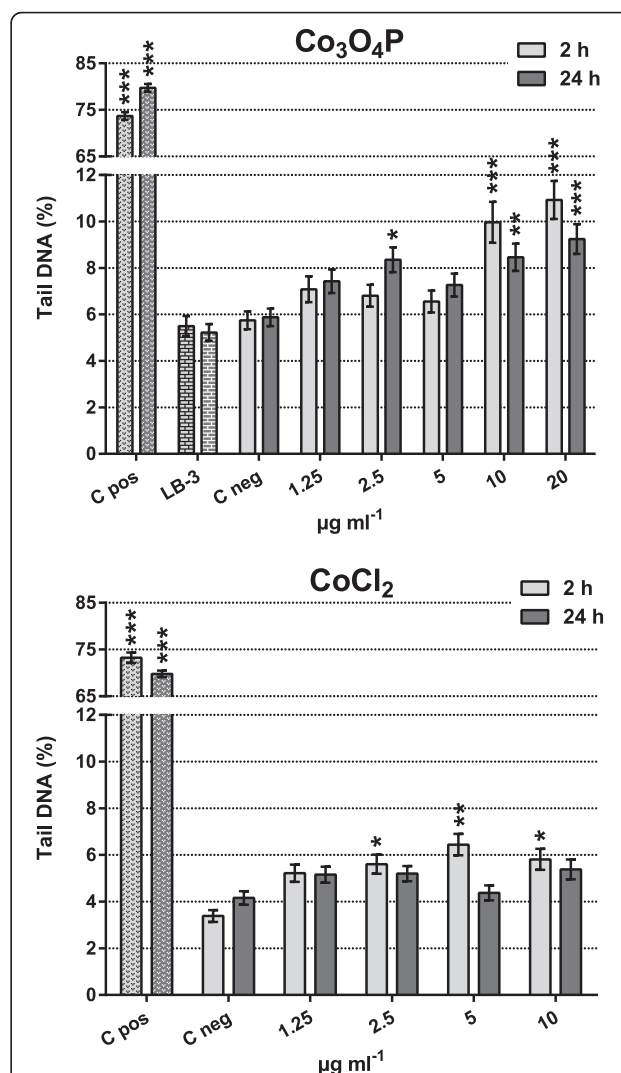 Co₃O₄P
2 h
24 h
85
75
65
12
10
8
6
4
2
0
Tail DNA (%)
***
***
*
***
**
***
***
C pos
LB-3
C neg
1.25
2.5
5
10
20
µg ml⁻¹
CoCl₂
2 h
24 h
85
75
65
12
10
8
6
4
2
0
Tail DNA (%)
***
***
*
**
*
C pos
C neg
1.25
2.5
5
10
µg ml⁻¹